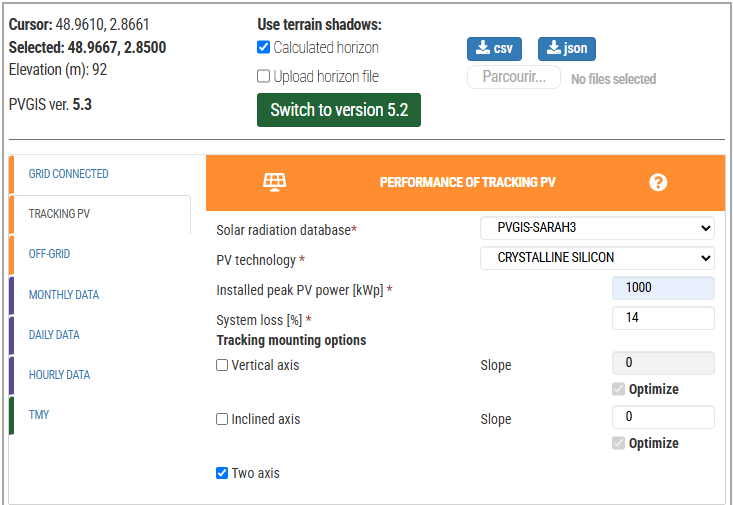 Cursor: 48.9610, 2.8661
Selected: 48.9667, 2.8500
Elevation (m): 92
PVGIS ver. 5.3
Use terrain shadows:
Calculated horizon
Upload horizon file
Switch to version 5.2
csv
json
Parcourir...
No files selected
GRID CONNECTED
TRACKING PV
OFF-GRID
MONTHLY DATA
DAILY DATA
HOURLY DATA
TMY
PERFORMANCE OF TRACKING PV
?
Solar radiation database*
PVGIS-SARAH3
PV technology *
CRYSTALLINE SILICON
Installed peak PV power [kWp] *
1000
System loss [%] *
14
Tracking mounting options
Vertical axis
Slope
0
Optimize
Inclined axis
Slope
0
Optimize
Two axis